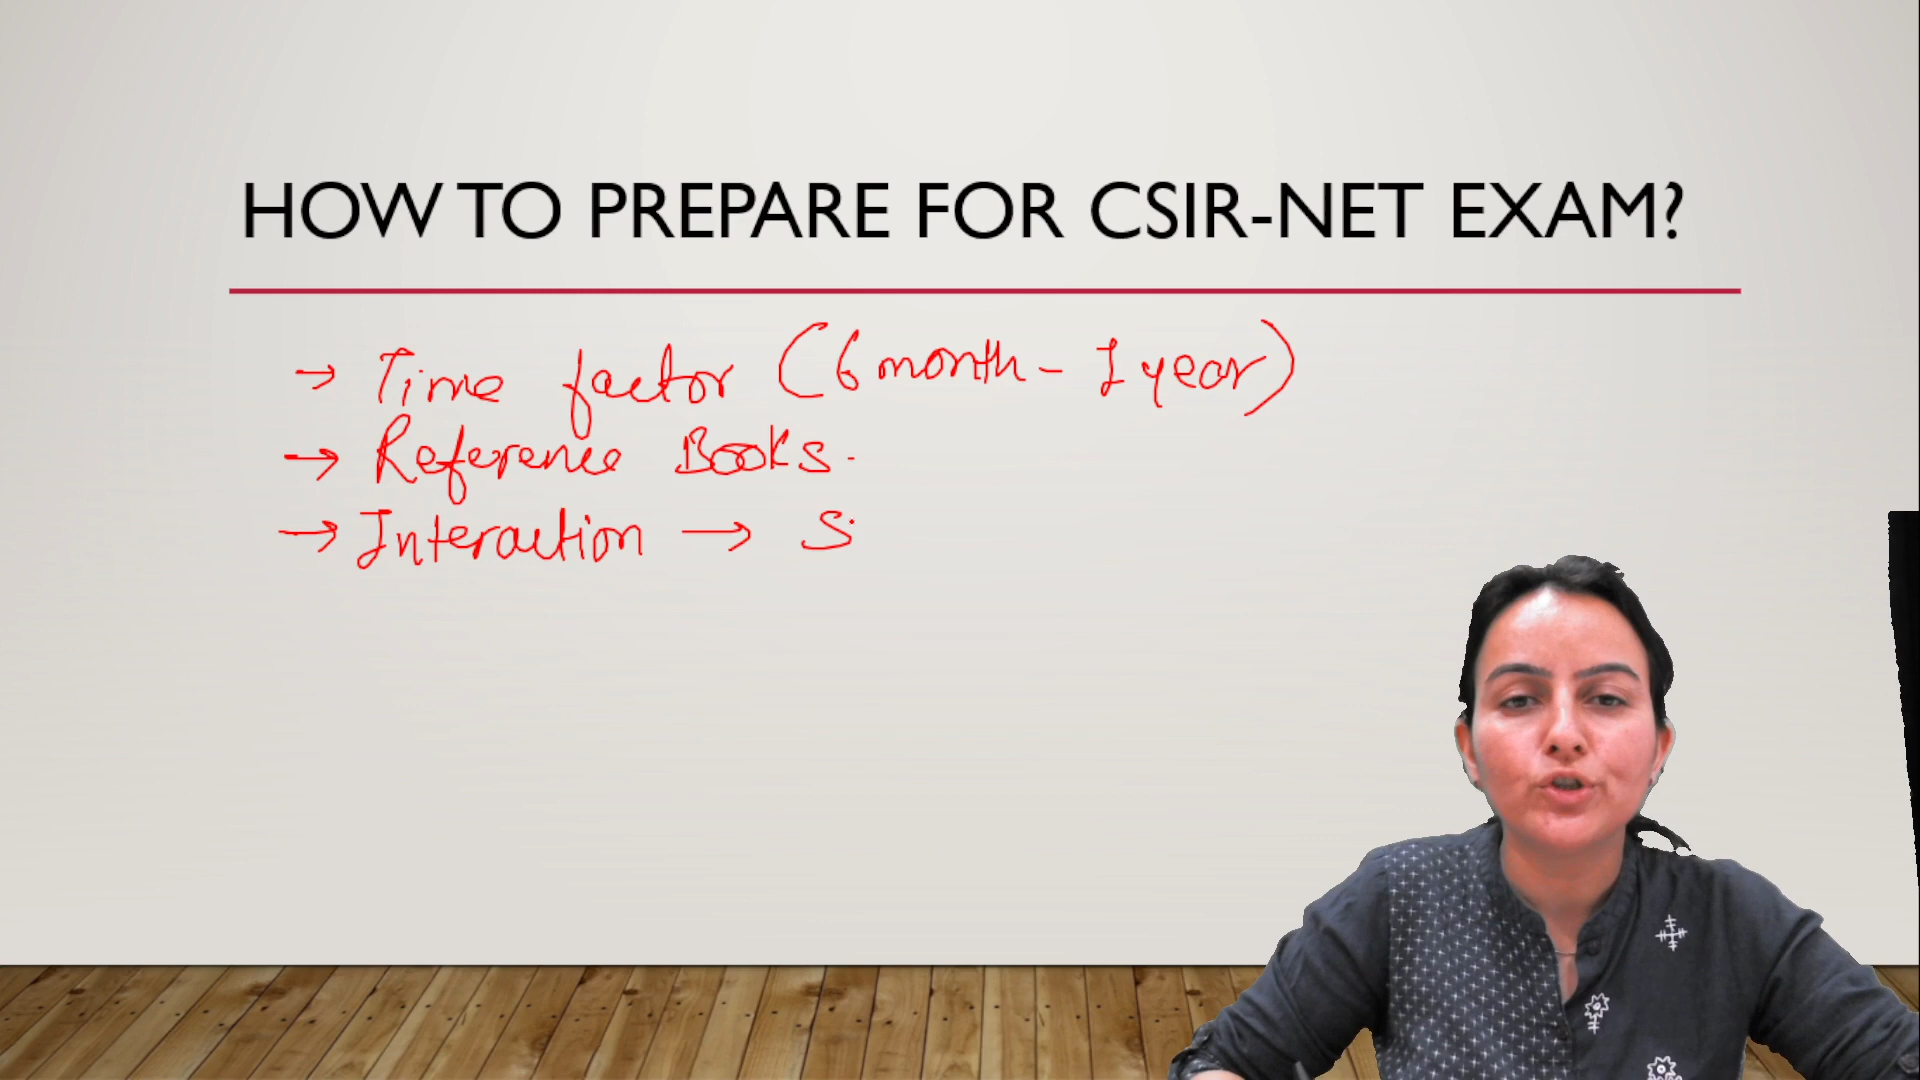 HOW TO PREPARE FOR CSIR-NET EXAM?
→ Time factor (6 month - 1 year)
→ Reference Books.
→ Interaction → S